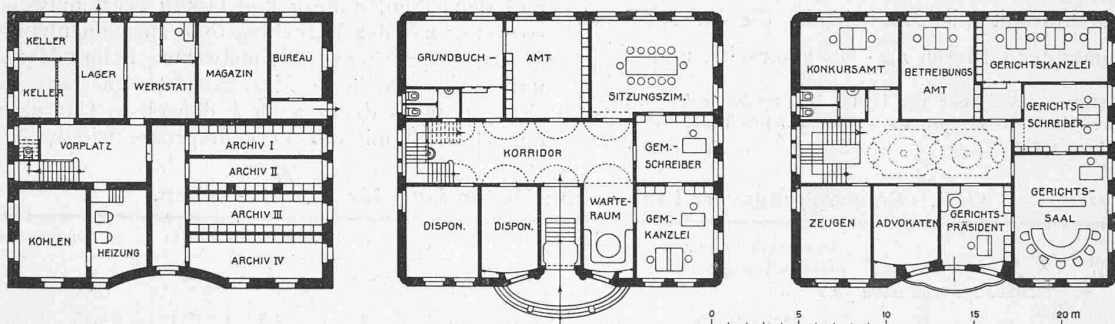 KELLER
KELLER
LAGER
WERKSTATT
MAGAZIN
BUREAU
VORPLATZ
ARCHIV I
ARCHIV II
ARCHIV III
ARCHIV IV
KOHLEN
HEIZUNG
GRUNDBUCH -
AMT
SITZUNGSZIM.
KORRIDOR
GEM.-
SCHREIBER
WARTE-
RAUM
GEM.-
KANZLEI
DISPON.
DISPON.
KONKURSAMT
BETREIBUNGS
AMT
GERICHTSKANZLEI
GERICHTS-
SCHREIBER
ZEUGEN
ADVOKATEN
GERICHTS-
PRÄSIDENT
GERICHTS-
SAAL
0 5 10 15 20 m